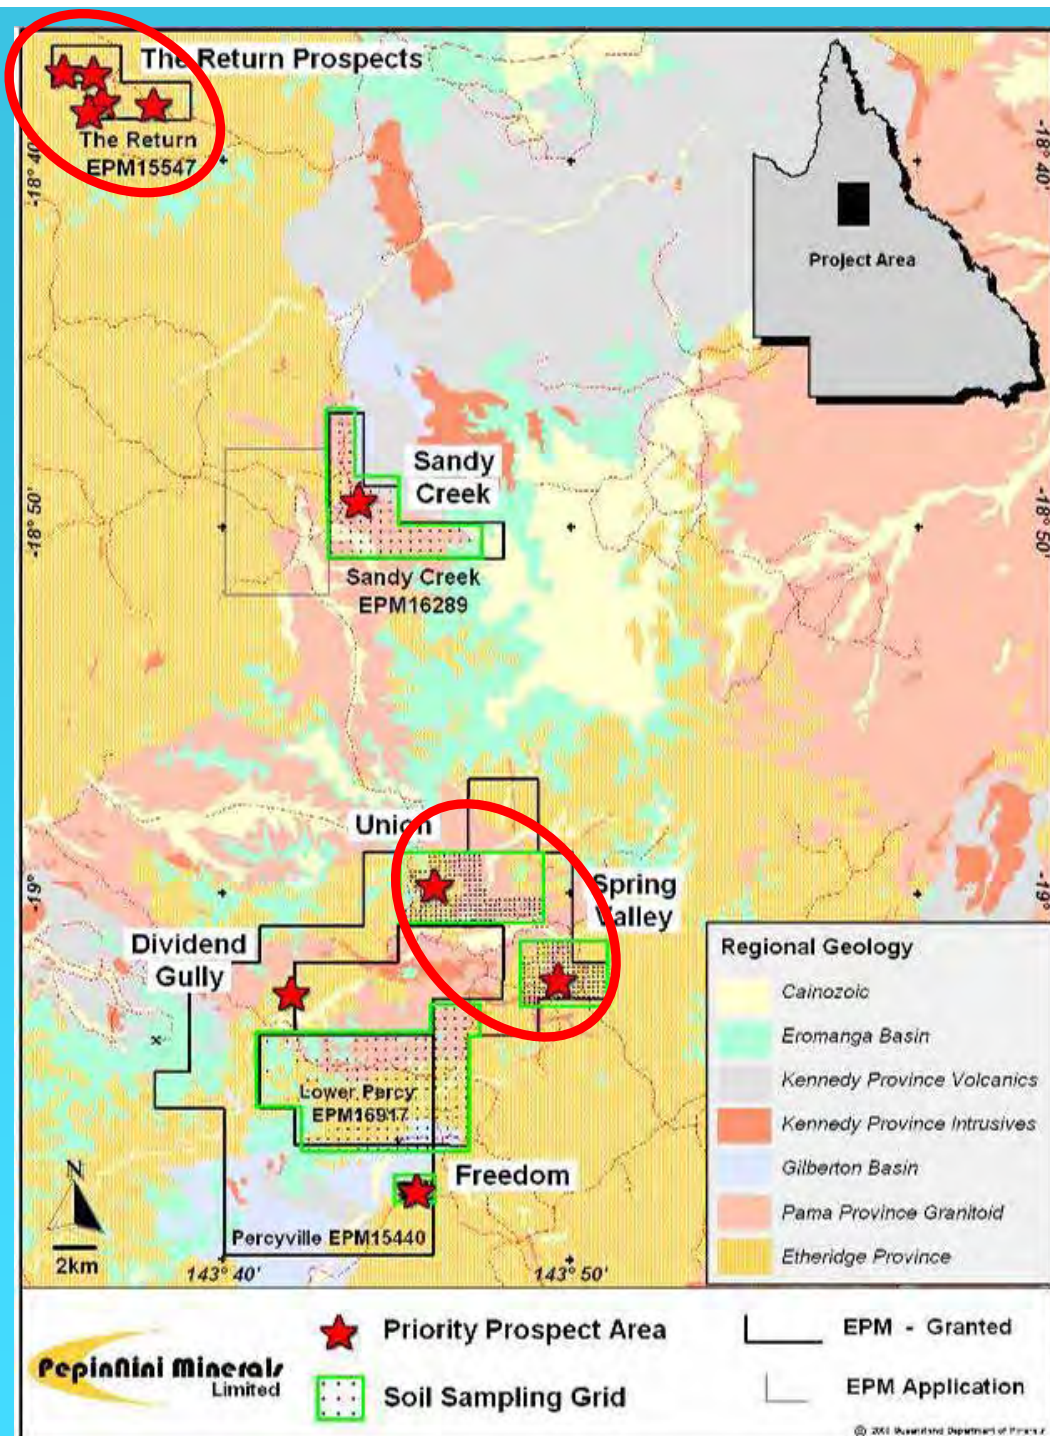 The Return Prospects
The Return
EPM15547
-18° 40'
-18° 40'
Project Area
Sandy
Creek
-18° 50'
-18° 50'
Sandy Creek
EPM16289
Union
-19°
-19°
Spring
Valley
Dividend
Gully
Lower Percy
EPM16917
Freedom
Percyville EPM15440
N
2km
143° 40'
143° 50'
Regional Geology
Cainozoic
Eromanga Basin
Kennedy Province Volcanics
Kennedy Province Intrusives
Gilberton Basin
Pama Province Granitoid
Etheridge Province
PepinNini Minerals
Limited
Priority Prospect Area
Soil Sampling Grid
EPM - Granted
EPM Application
Queensland Department of